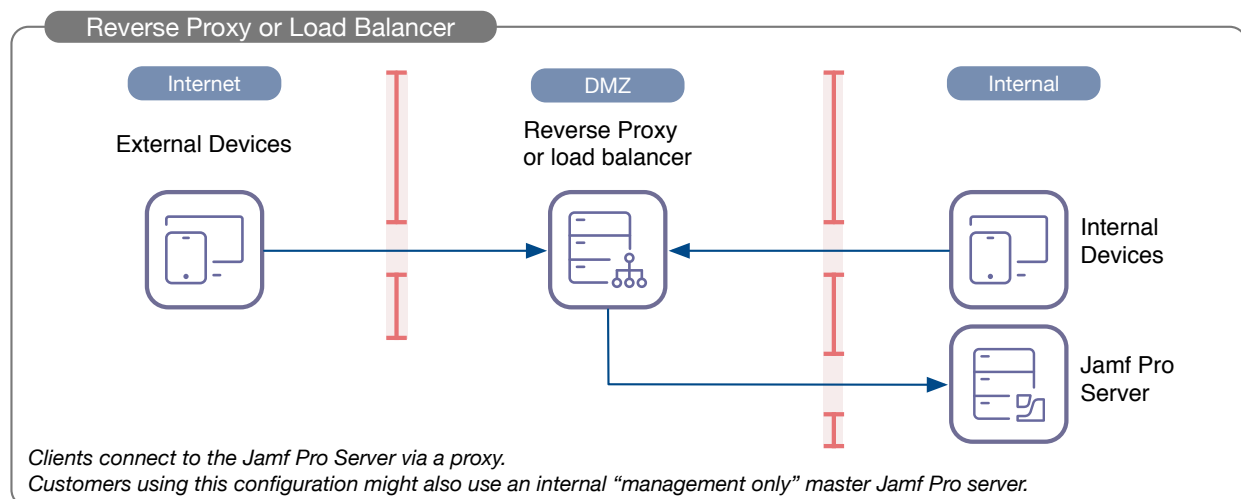 Reverse Proxy or Load Balancer
Internet
DMZ
Internal
External Devices
Reverse Proxy
or load balancer
Internal
Devices
Jamf Pro
Server
Clients connect to the Jamf Pro Server via a proxy.
Customers using this configuration might also use an internal “management only” master Jamf Pro server.